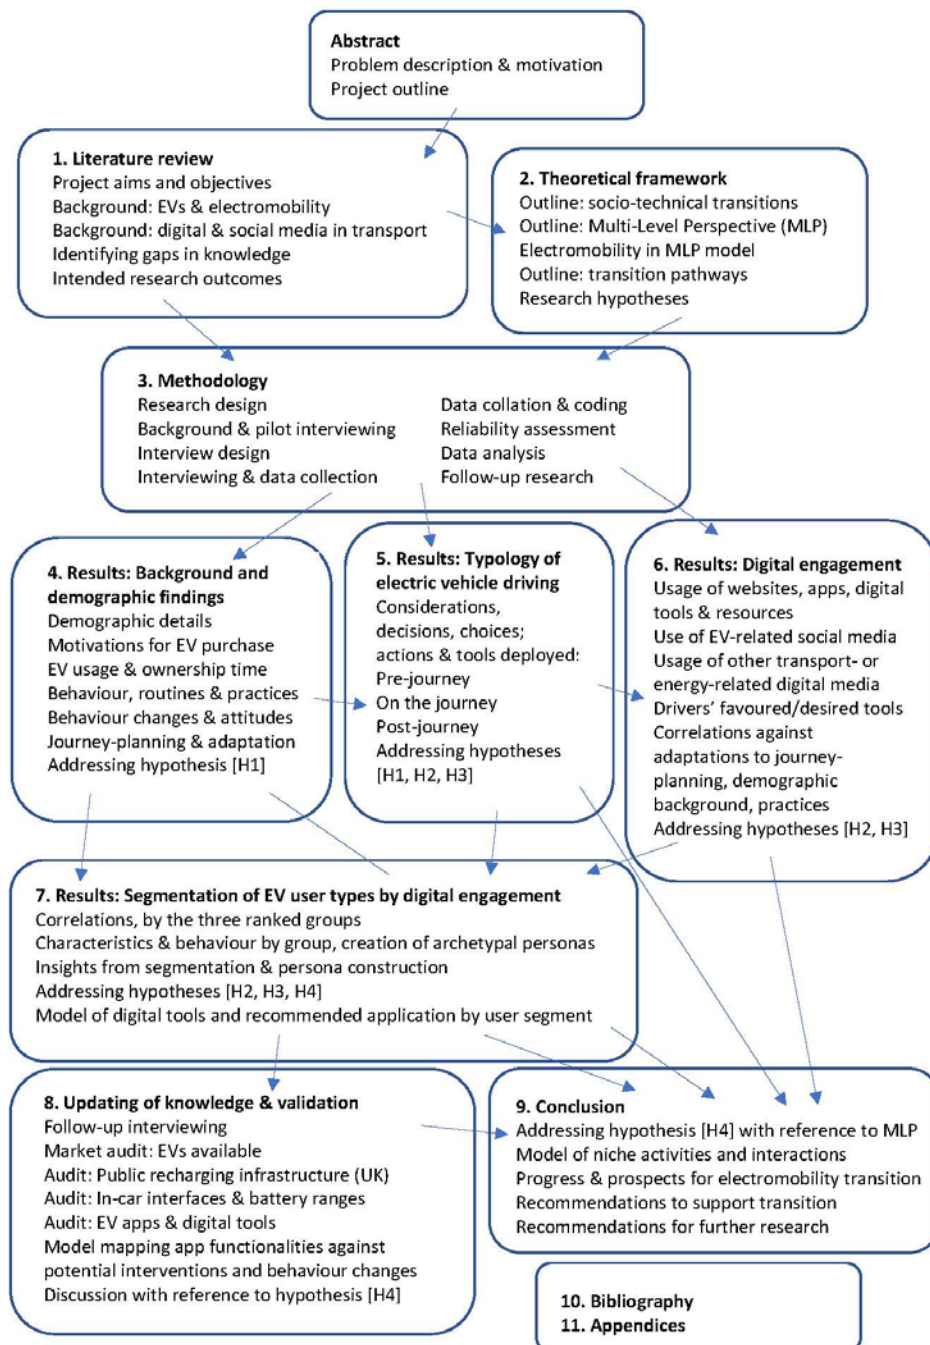 Abstract
Problem description & motivation
Project outline
1. Literature review
Project aims and objectives
Background: EVs & electromobility
Background: digital & social media in transport
Identifying gaps in knowledge
Intended research outcomes
2. Theoretical framework
Outline: socio-technical transitions
Outline: Multi-Level Perspective (MLP)
Electromobility in MLP model
Outline: transition pathways
Research hypotheses
3. Methodology
Research design
Background & pilot interviewing
Interview design
Interviewing & data collection
Data collation & coding
Reliability assessment
Data analysis
Follow-up research
4. Results: Background and
demographic findings
Demographic details
Motivations for EV purchase
EV usage & ownership time
Behaviour, routines & practices
Behaviour changes & attitudes
Journey-planning & adaptation
Addressing hypothesis [H1]
5. Results: Typology of
electric vehicle driving
Considerations,
decisions, choices;
actions & tools deployed:
Pre-journey
On the journey
Post-journey
Addressing hypotheses
[H1, H2, H3]
6. Results: Digital engagement
Usage of websites, apps, digital
tools & resources
Use of EV-related social media
Usage of other transport- or
energy-related digital media
Drivers' favoured/desired tools
Correlations against
adaptations to journey-
planning, demographic
background, practices
Addressing hypotheses [H2, H3]
7. Results: Segmentation of EV user types by digital engagement
Correlations, by the three ranked groups
Characteristics & behaviour by group, creation of archetypal personas
Insights from segmentation & persona construction
Addressing hypotheses [H2, H3, H4]
Model of digital tools and recommended application by user segment
8. Updating of knowledge & validation
Follow-up interviewing
Market audit: EVs available
Audit: Public recharging infrastructure (UK)
Audit: In-car interfaces & battery ranges
Audit: EV apps & digital tools
Model mapping app functionalities against
potential interventions and behaviour changes
Discussion with reference to hypothesis [H4]
9. Conclusion
Addressing hypothesis [H4] with reference to MLP
Model of niche activities and interactions
Progress & prospects for electromobility transition
Recommendations to support transition
Recommendations for further research
10. Bibliography
11. Appendices